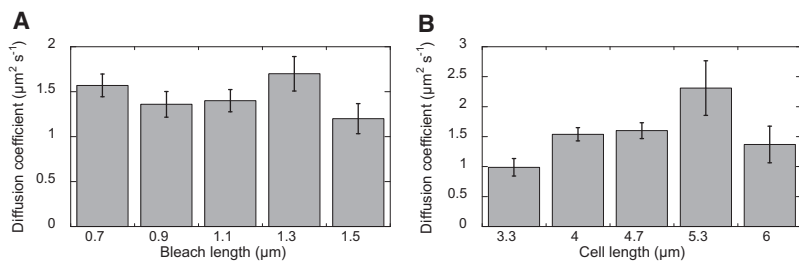 A
Diffusion coefficient (µm² s⁻¹)
2
1.5
1
0.5
0
0.7 0.9 1.1 1.3 1.5
Bleach length (µm)
B
Diffusion coefficient (µm² s⁻¹)
3
2.5
2
1.5
1
0.5
0
3.3 4 4.7 5.3 6
Cell length (µm)